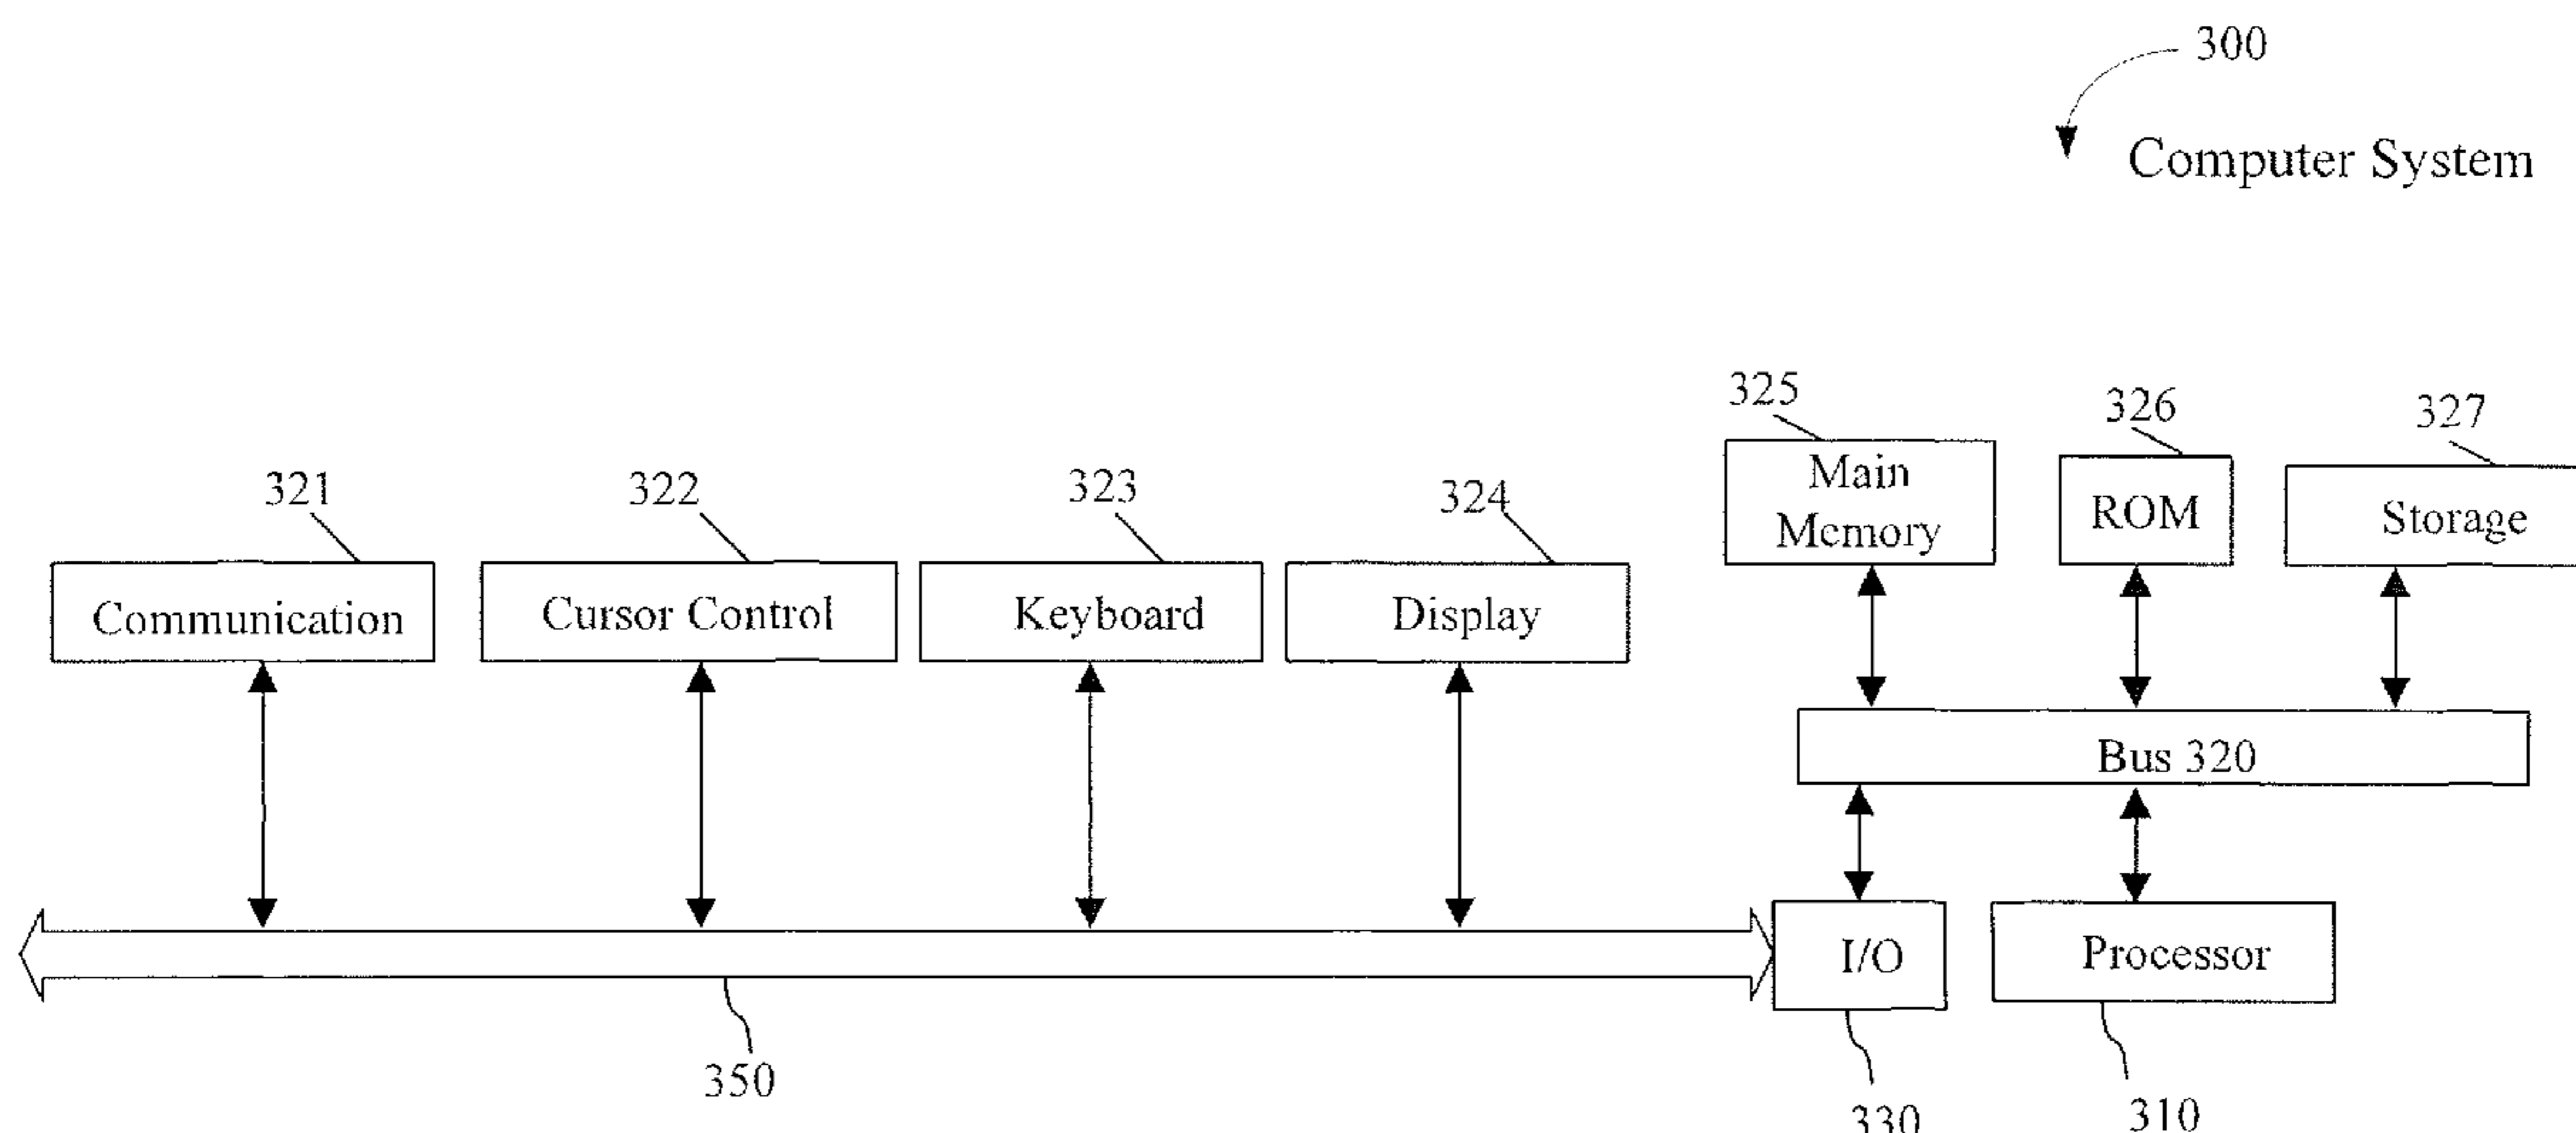 300
Computer System
325
326
327
Main
Memory
ROM
Storage
321
322
323
324
Communication
Cursor Control
Keyboard
Display
Bus 320
I/O
Processor
350
330
310